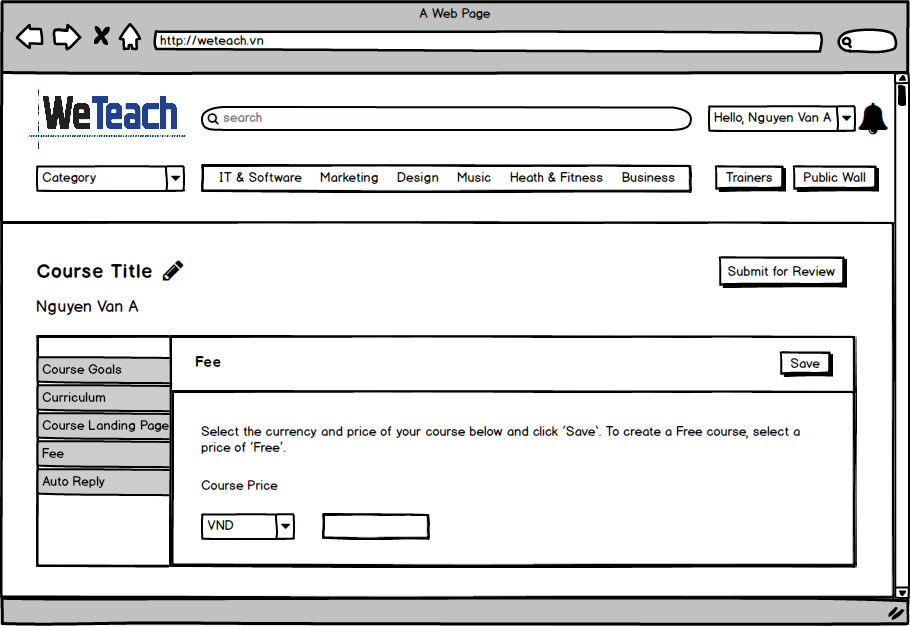 A Web Page
http://weteach.vn
WeTeach
search
Hello, Nguyen Van A
Category
IT & Software Marketing Design Music Heath & Fitness Business
Trainers
Public Wall
Course Title
Submit for Review
Nguyen Van A
Fee
Save
Course Goals
Curriculum
Course Landing Page
Fee
Auto Reply
Select the currency and price of your course below and click ‘Save‘. To create a Free course, select a
price of ‘Free‘.
Course Price
VND